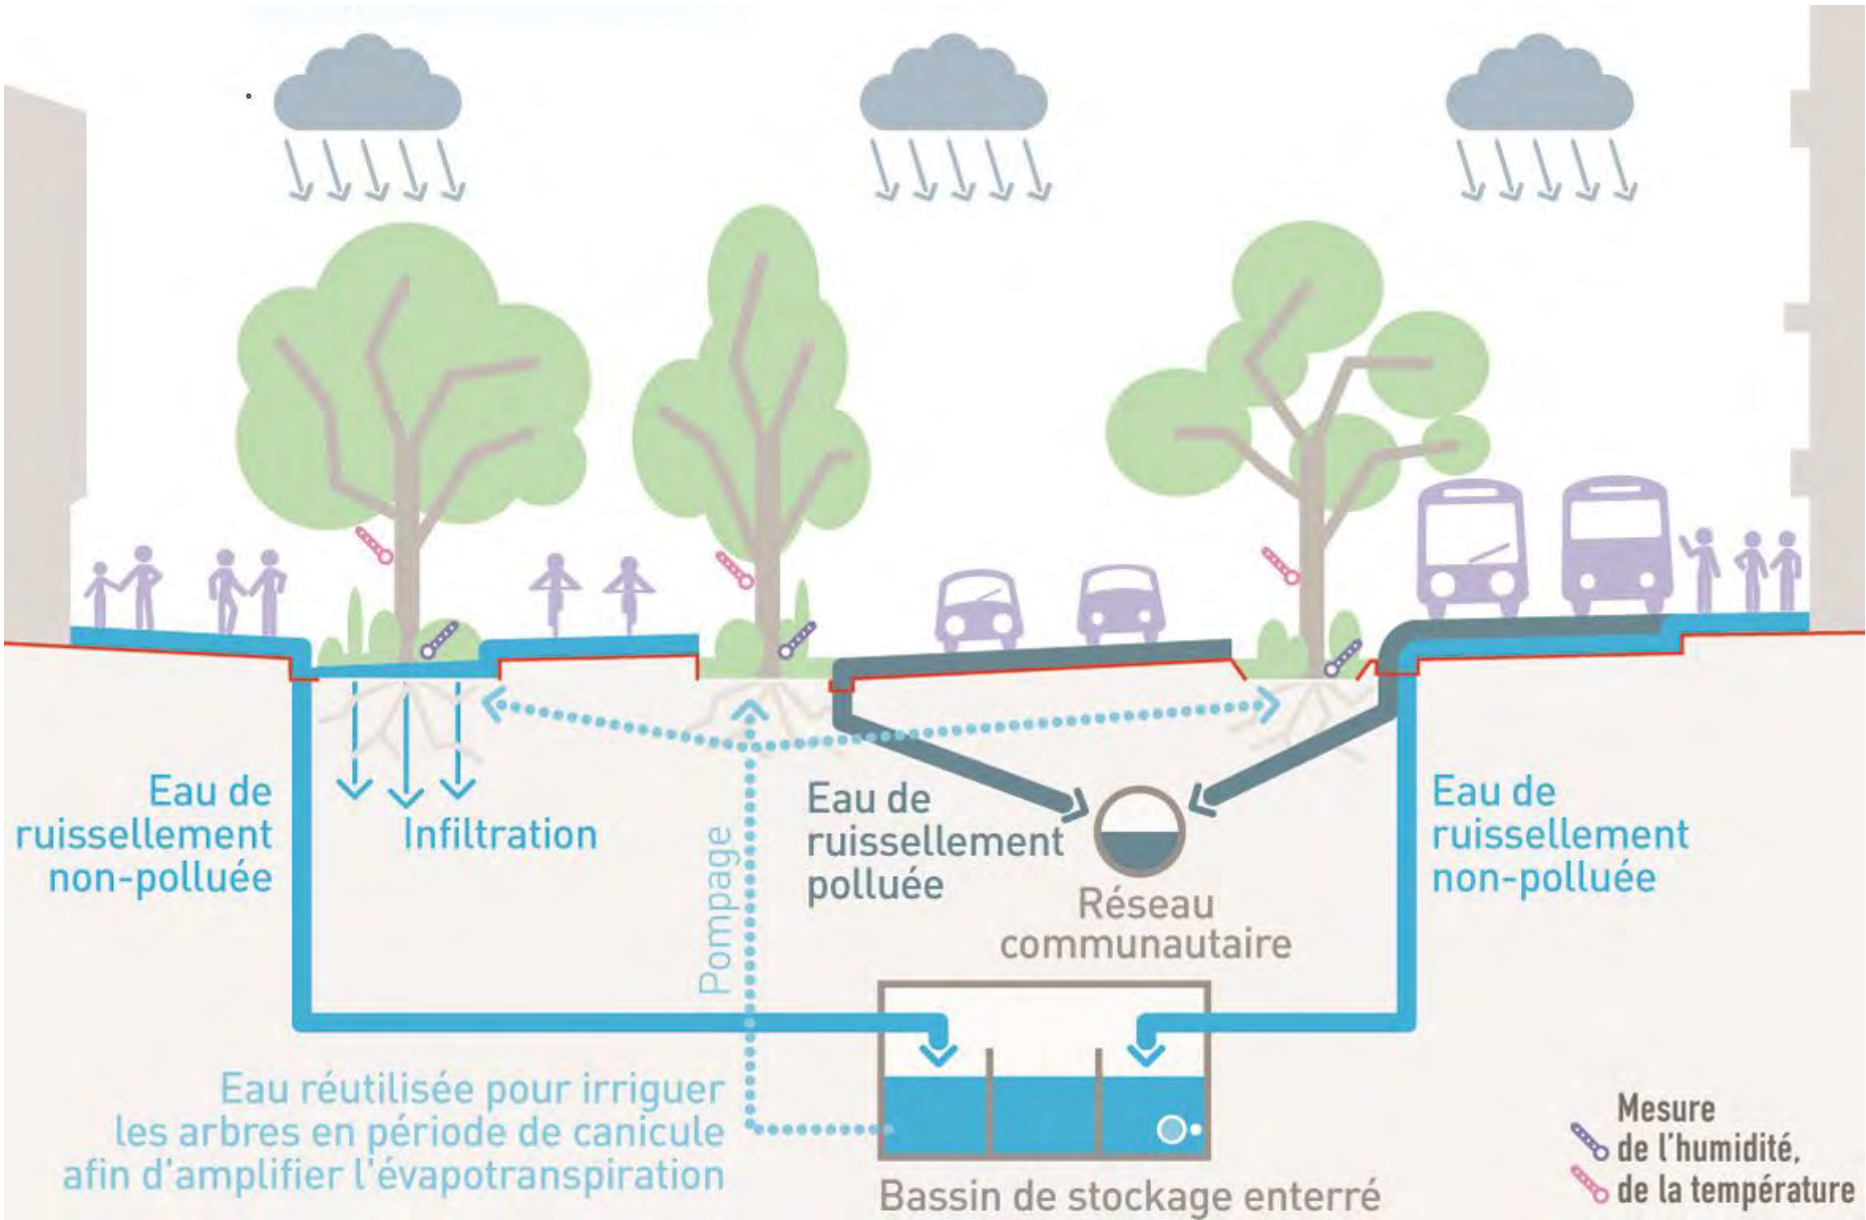 Eau de
ruissellement
non-polluée
Infiltration
Pompage
Eau de
ruissellement
polluée
Réseau
communautaire
Eau de
ruissellement
non-polluée
Eau réutilisée pour irriguer
les arbres en période de canicule
afin d'amplifier l'évapotranspiration
Bassin de stockage enterré
Mesure
de l'humidité,
de la température